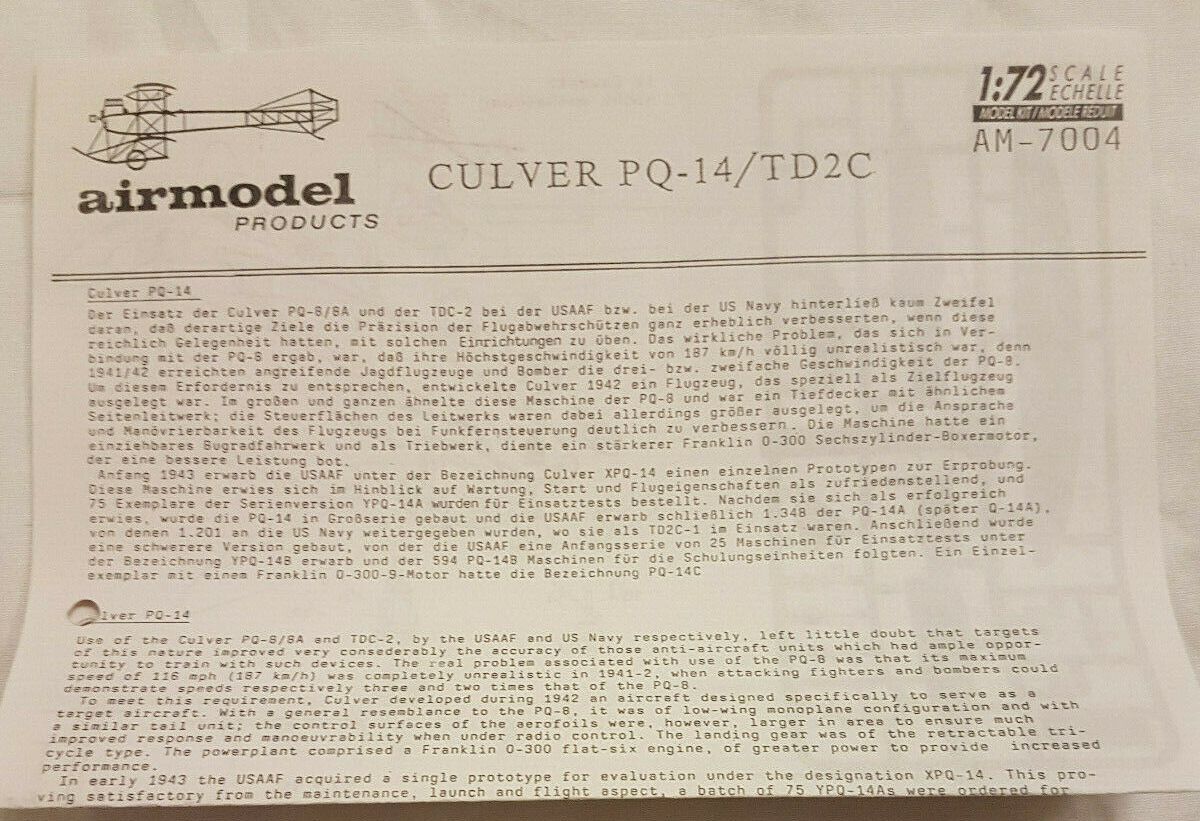 1:72 SCALE
ECHELLE
MODEL KIT/MODELE REDUIT
AM-7004
CULVER PQ-14/TD2C
airmodel
PRODUCTS
Culver PQ-14
Der Einsatz der Culver PQ-8/8A und der TDC-2 bei der USAAF bzw. bei der US Navy hinterließ kaum Zweifel
daran, daß derartige Ziele die Präzision der Flugabwehrschützen ganz erheblich verbesserten, wenn diese
reichlich Gelegenheit hatten, mit solchen Einrichtungen zu üben. Das wirkliche Problem, das sich in Ver-
bindung mit der PQ-8 ergab, war, daß ihre Höchstgeschwindigkeit von 187 km/h völlig unrealistisch war, denn
1941/42 erreichten angreifende Jagdflugzeuge und Bomber die drei- bzw. zweifache Geschwindigkeit der PQ-8.
Um diesem Erfordernis zu entsprechen, entwickelte Culver 1942 ein Flugzeug, das speziell als Zielflugzeug
ausgelegt war. Im großen und ganzen ähnelte diese Maschine der PQ-8 und war ein Tiefdecker mit ähnlichem
Seitenleitwerk; die Steuerflächen des Leitwerks waren dabei allerdings größer ausgelegt, um die Ansprache
und Manövrierbarkeit des Flugzeugs bei Funkfernsteuerung deutlich zu verbessern. Die Maschine hatte ein
einziehbares Bugradfahrwerk und als Triebwerk, diente ein stärkerer Franklin O-300 Sechszylinder-Boxermotor,
der eine bessere Leistung bot.
Anfang 1943 erwarb die USAAF unter der Bezeichnung Culver XPQ-14 einen einzelnen Prototypen zur Erprobung.
Diese Maschine erwies sich im Hinblick auf Wartung, Start und Flugeigenschaften als zufriedenstellend, und
75 Exemplare der Serienversion YPQ-14A wurden für Einsatztests bestellt. Nachdem sie sich als erfolgreich
erwies, wurde die PQ-14 in Großserie gebaut und die USAAF erwarb schließlich 1.348 der PQ-14A (später Q-14A),
von denen 1.201 an die US Navy weitergegeben wurden, wo sie als TD2C-1 im Einsatz waren. Anschließend wurde
eine schwerere Version gebaut, von der die USAAF eine Anfangsserie von 25 Maschinen für Einsatztests unter
der Bezeichnung YPQ-14B erwarb und der 594 PQ-14B Maschinen für die Schulungseinheiten folgten. Ein Einzel-
exemplar mit einem Franklin O-300-9-Motor hatte die Bezeichnung PQ-14C
lver PQ-14
Use of the Culver PQ-8/8A and TDC-2, by the USAAF and US Navy respectively, left little doubt that targets
of this nature improved very consederably the accuracy of those anti-aircraft units which had ample oppor-
tunity to train with such devices. The real problem associated with use of the PQ-8 was that its maximum
speed of 116 mph (187 km/h) was completely unrealistic in 1941-2, when attacking fighters and bombers could
demonstrate speeds respectively three and two times that of the PQ-8.
To meet this requirement, Culver developed during 1942 an aircraft designed specifically to serve as a
target aircraft. With a general resemblance to the PQ-8, it was of low-wing monoplane configuration and with
a similar tail unit; the control surfaces of the aerofoils were, however, larger in area to ensure much
improved response and manoeuvrability when under radio control. The landing gear was of the retractable tri-
cycle type. The powerplant comprised a Franklin O-300 flat-six engine, of greater power to provide increased
performance.
In early 1943 the USAAF acquired a single prototype for evaluation under the designation XPQ-14. This pro-
ving satisfactory from the maintenance, launch and flight aspect, a batch of 75 YPQ-14As were ordered for